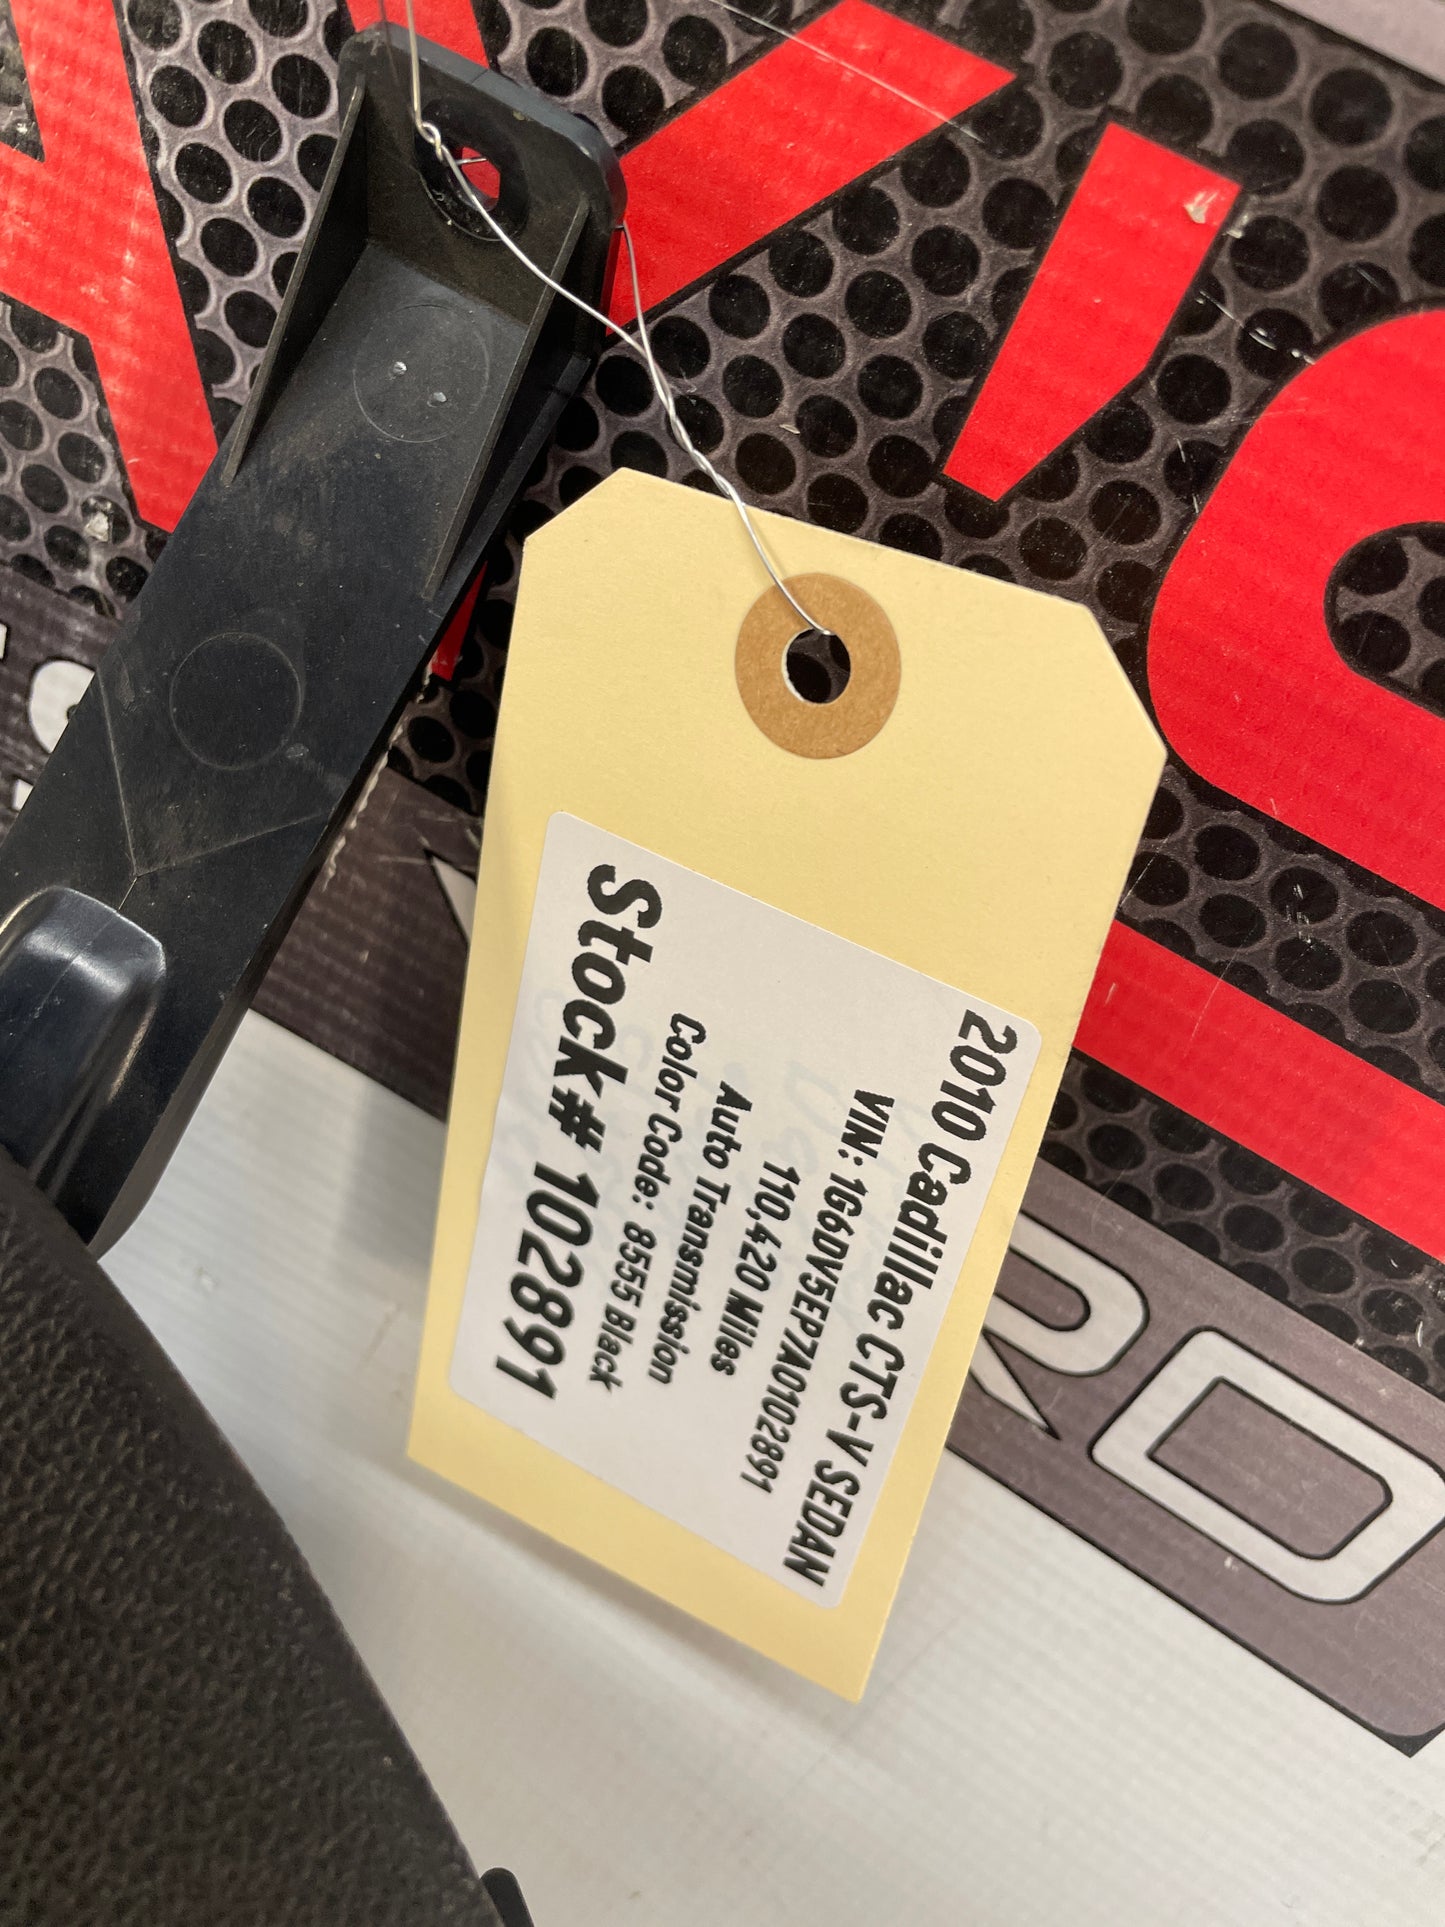 2010 Cadillac CTS-V SEDAN
VIN: 1G6DV5EP7A0102891
110,420 Miles
Auto Transmission
Color Code: 8555 Black
Stock# 102891